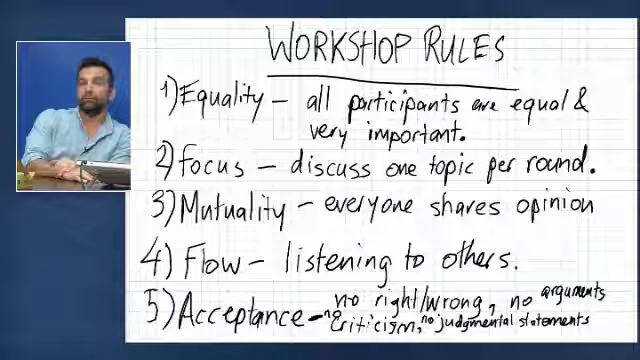 WORKSHOP RULES
1) Equality – all participants are equal &
very important.
2) Focus – discuss one topic per round.
3) Mutuality – everyone shares opinion
4) Flow – listening to others.
5) Acceptance – no right/wrong, no arguments
no criticism, no judgmental statements